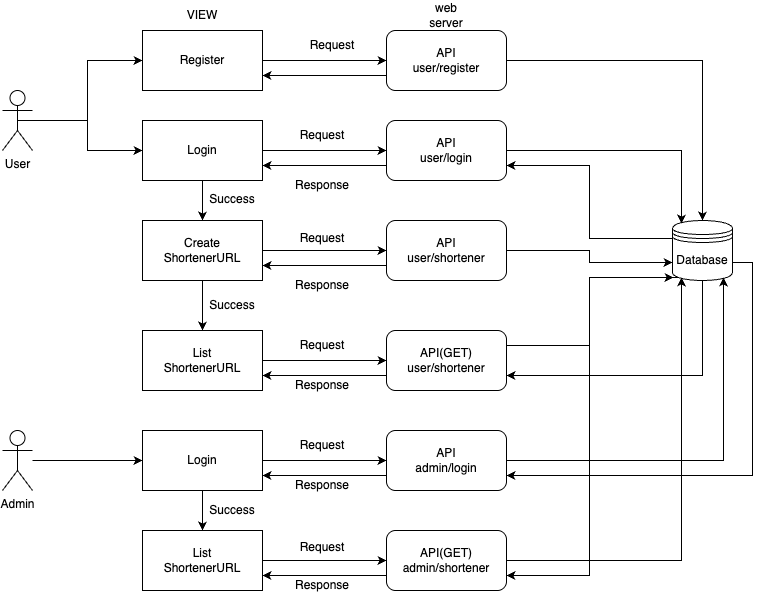 VIEW
web
server
Register
Request
API
user/register
User
Login
Request
Response
API
user/login
Success
Create
ShortenerURL
Request
Response
API
user/shortener
Database
Success
List
ShortenerURL
Request
Response
API(GET)
user/shortener
Admin
Login
Request
Response
API
admin/login
Success
List
ShortenerURL
Request
Response
API(GET)
admin/shortener